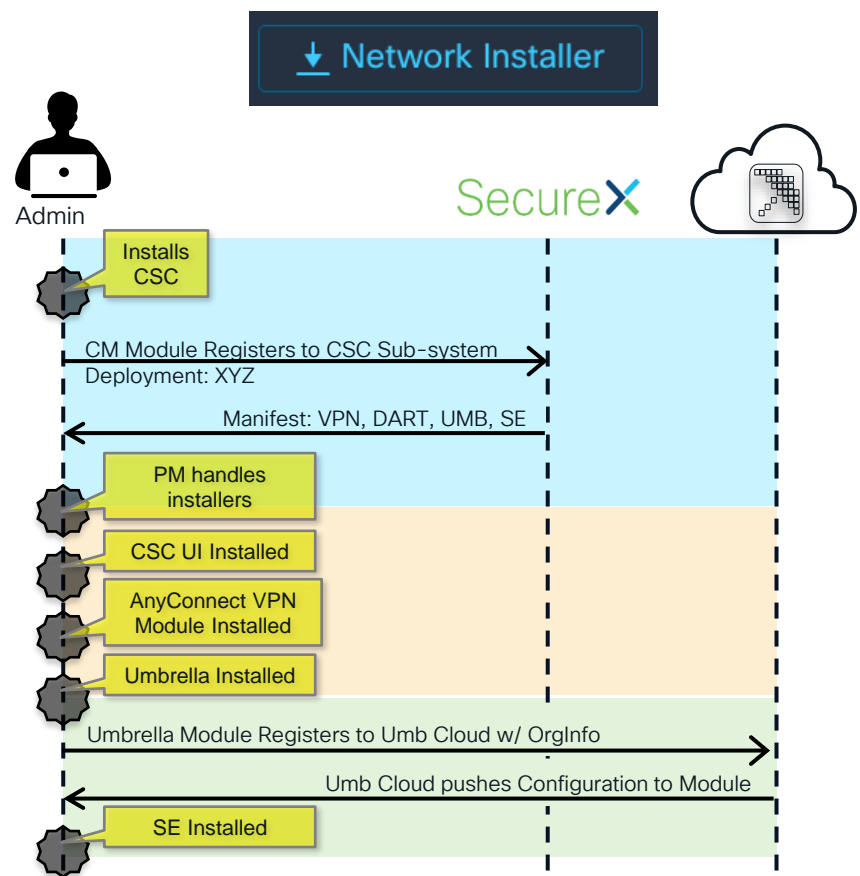 Network Installer
Admin
SecureX
Installs
CSC
CM Module Registers to CSC Sub-system
Deployment: XYZ
Manifest: VPN, DART, UMB, SE
PM handles
installers
CSC UI Installed
AnyConnect VPN
Module Installed
Umbrella Installed
Umbrella Module Registers to Umb Cloud w/ OrgInfo
Umb Cloud pushes Configuration to Module
SE Installed